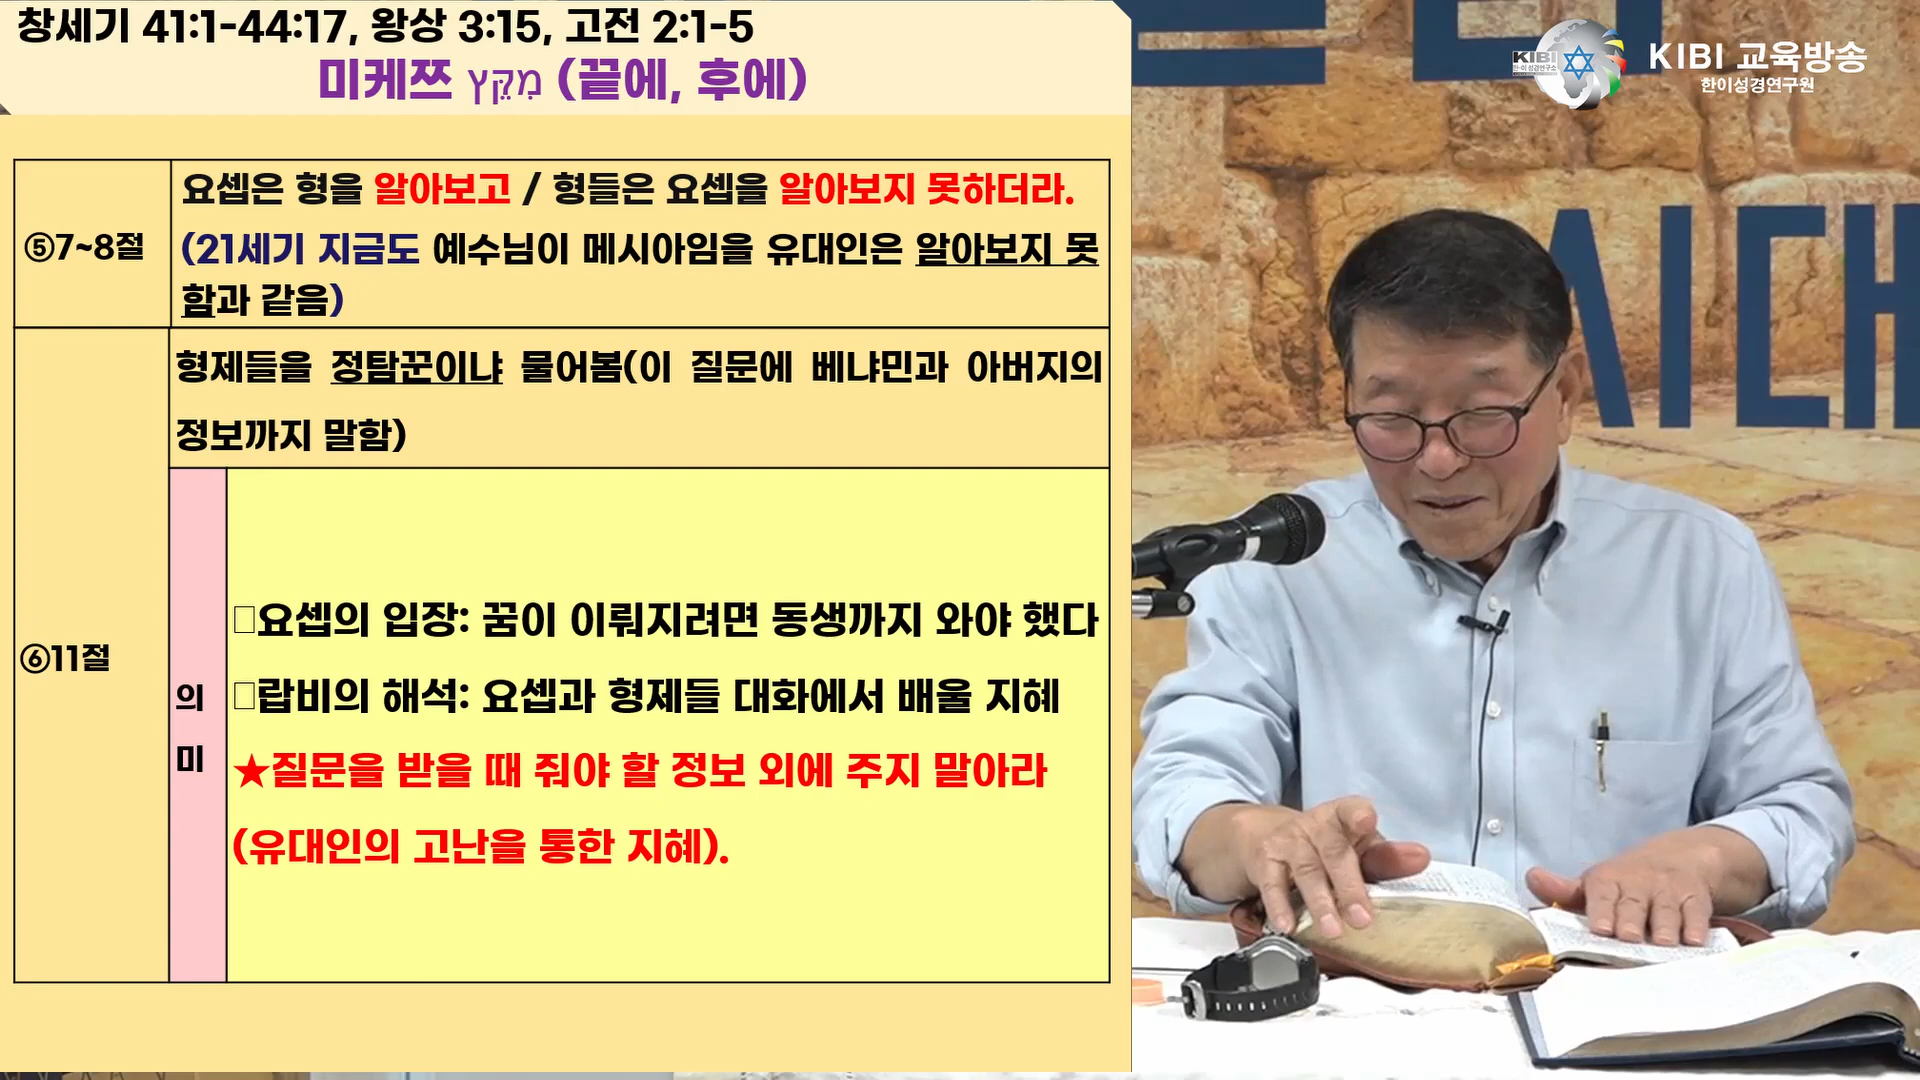 창세기 41:1-44:17, 왕상 3:15, 고전 2:1-5
미케쯔 מִקֵּץ (끝에, 후에)
⑤7~8절
요셉은 형을 알아보고 / 형들은 요셉을 알아보지 못하더라.
(21세기 지금도 예수님이 메시아임을 유대인은 알아보지 못
함과 같음)
⑥11절
형제들을 정탐꾼이냐 물어봄(이 질문에 베냐민과 아버지의
정보까지 말함)
의
미
□요셉의 입장: 꿈이 이뤄지려면 동생까지 와야 했다
□랍비의 해석: 요셉과 형제들 대화에서 배울 지혜
★질문을 받을 때 줘야 할 정보 외에 주지 말아라
(유대인의 고난을 통한 지혜).
KIBI
KIBI 교육방송
한이성경연구원
시대